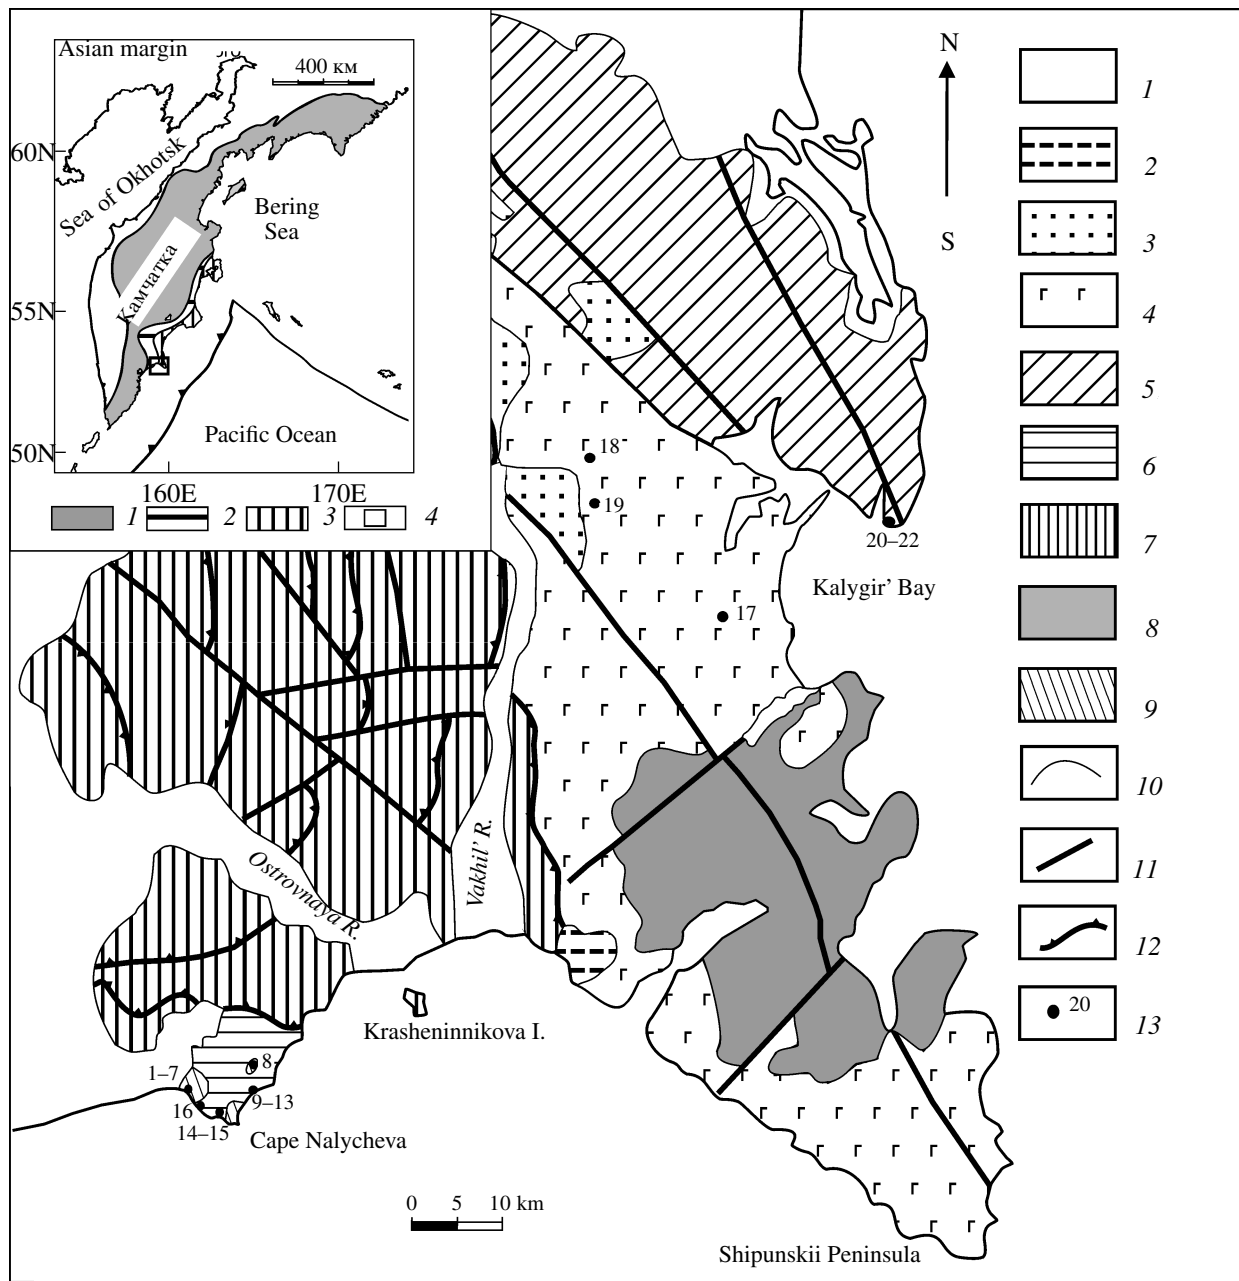 Asian margin
400 км
60N
Sea of Okhotsk
Bering
Sea
Камчатка
55N
Pacific Ocean
50N
160E
170E
1
2
3
4
N
S
1
2
3
4
5
6
7
8
9
10
11
12
20
13
18
19
20–22
Kalygir’ Bay
17
Vakhil’ R.
Ostrovnaya R.
Krasheninnikova I.
1–7
8
9–13
16
14–15
Cape Nalycheva
0 5 10 km
Shipunskii Peninsula